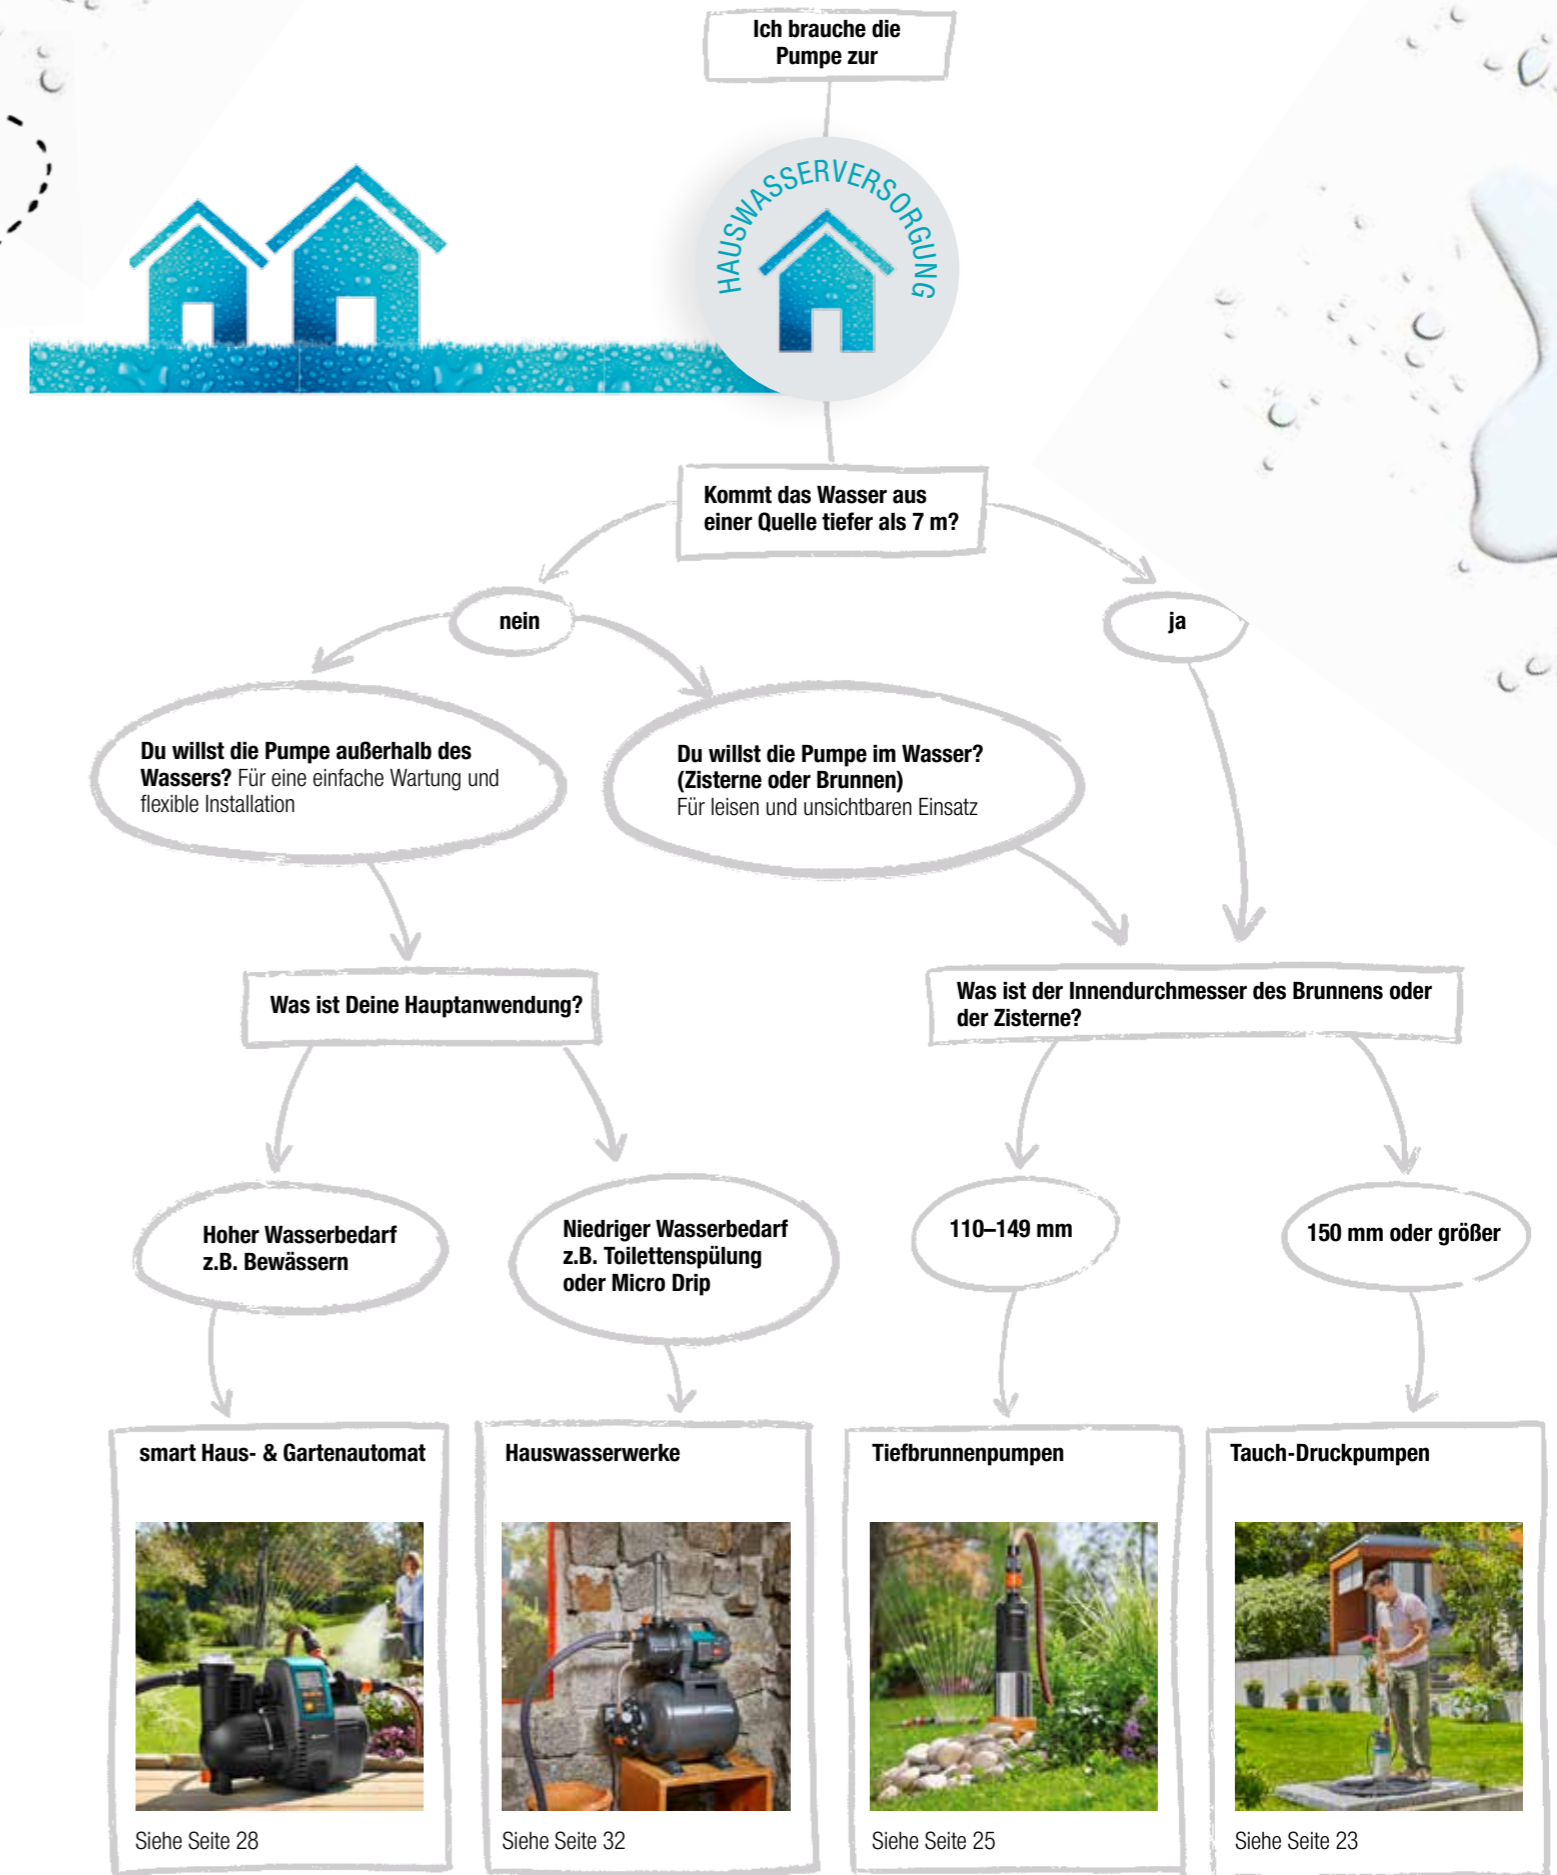 Ich brauche die
Pumpe zur
HAUSWASSERVERSORGUNG
Kommt das Wasser aus
einer Quelle tiefer als 7 m?
nein
ja
Du willst die Pumpe außerhalb des
Wassers? Für eine einfache Wartung und
flexible Installation
Du willst die Pumpe im Wasser?
(Zisterne oder Brunnen)
Für leisen und unsichtbaren Einsatz
Was ist Deine Hauptanwendung?
Was ist der Innendurchmesser des Brunnens oder
der Zisterne?
Hoher Wasserbedarf
z.B. Bewässern
Niedriger Wasserbedarf
z.B. Toilettenspülung
oder Micro Drip
110–149 mm
150 mm oder größer
smart Haus- & Gartenautomat
Hauswasserwerke
Tiefbrunnenpumpen
Tauch-Druckpumpen
Siehe Seite 28
Siehe Seite 32
Siehe Seite 25
Siehe Seite 23